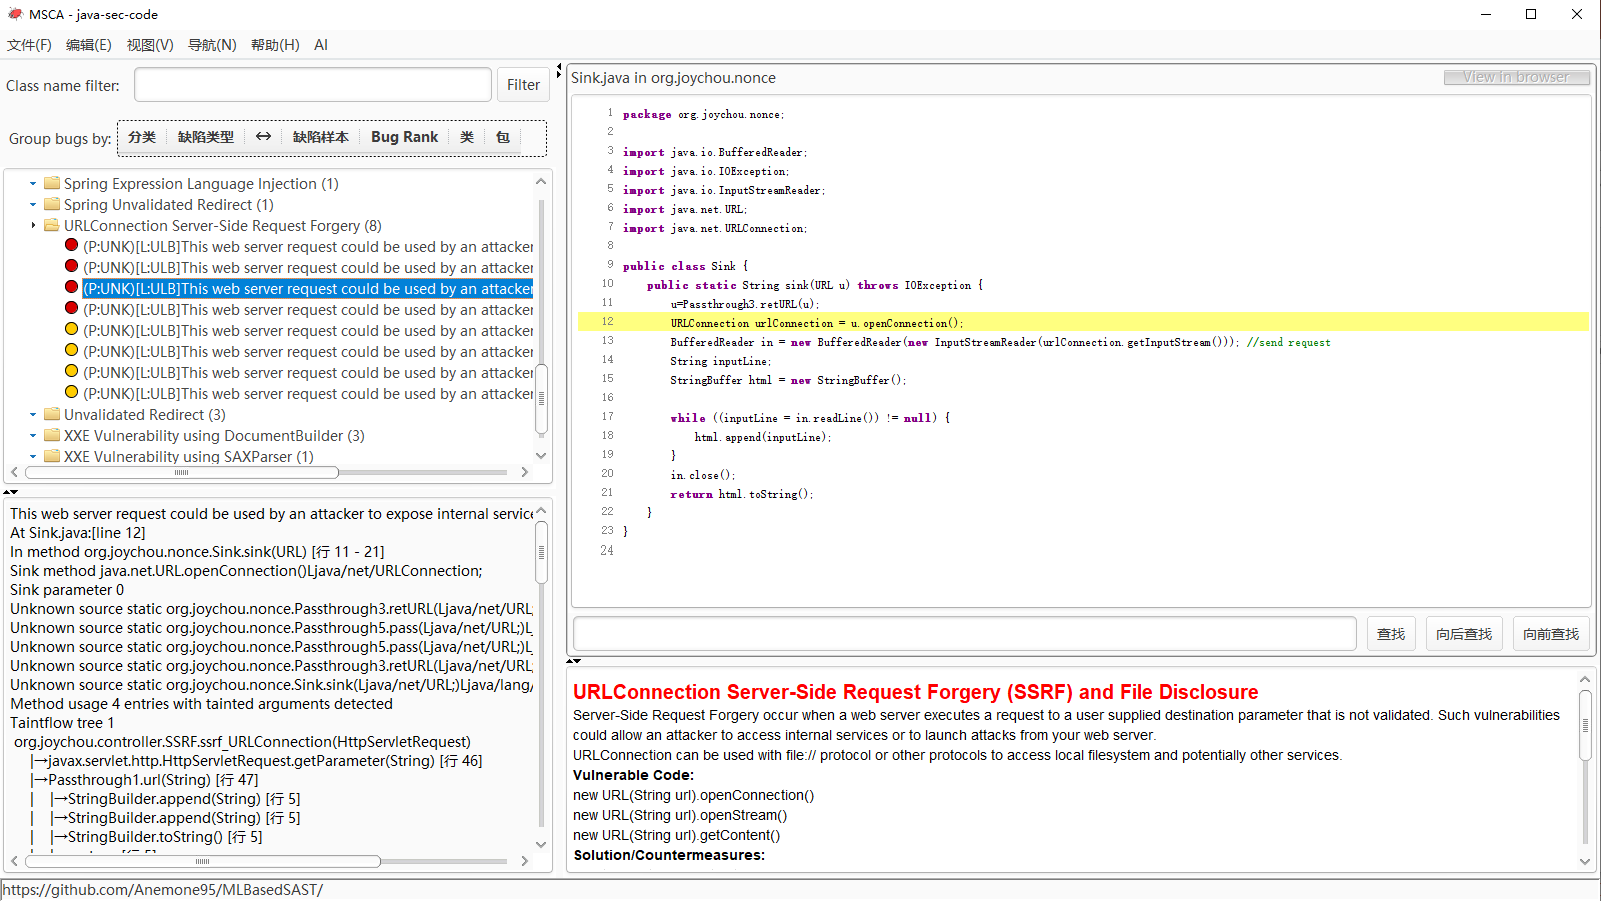 MSCA - java-sec-code
文件(F) 编辑(E) 视图(V) 导航(N) 帮助(H) AI
Class name filter:
Filter
Group bugs by: 分类 缺陷类型 <-> 缺陷样本 Bug Rank 类 包
Spring Expression Language Injection (1)
Spring Unvalidated Redirect (1)
URLConnection Server-Side Request Forgery (8)
(P:UNK)[L:ULB]This web server request could be used by an attacker
(P:UNK)[L:ULB]This web server request could be used by an attacker
(P:UNK)[L:ULB]This web server request could be used by an attacker
(P:UNK)[L:ULB]This web server request could be used by an attacker
(P:UNK)[L:ULB]This web server request could be used by an attacker
(P:UNK)[L:ULB]This web server request could be used by an attacker
(P:UNK)[L:ULB]This web server request could be used by an attacker
(P:UNK)[L:ULB]This web server request could be used by an attacker
Unvalidated Redirect (3)
XXE Vulnerability using DocumentBuilder (3)
XXE Vulnerability using SAXParser (1)
This web server request could be used by an attacker to expose internal service
At Sink.java:[line 12]
In method org.joychou.nonce.Sink.sink(URL) [行 11 - 21]
Sink method java.net.URL.openConnection()Ljava/net/URLConnection;
Sink parameter 0
Unknown source static org.joychou.nonce.Passthrough3.retURL(Ljava/net/URL;
Unknown source static org.joychou.nonce.Passthrough5.pass(Ljava/net/URL;)L
Unknown source static org.joychou.nonce.Passthrough5.pass(Ljava/net/URL;)L
Unknown source static org.joychou.nonce.Passthrough3.retURL(Ljava/net/URL;
Unknown source static org.joychou.nonce.Sink.sink(Ljava/net/URL;)Ljava/lang/
Method usage 4 entries with tainted arguments detected
Taintflow tree 1
org.joychou.controller.SSRF.ssrf_URLConnection(HttpServletRequest)
|→javax.servlet.http.HttpServletRequest.getParameter(String) [行 46]
|→Passthrough1.url(String) [行 47]
| |→StringBuilder.append(String) [行 5]
| |→StringBuilder.append(String) [行 5]
| |→StringBuilder.toString() [行 5]
Sink.java in org.joychou.nonce
View in browser
1 package org.joychou.nonce;
2
3 import java.io.BufferedReader;
4 import java.io.IOException;
5 import java.io.InputStreamReader;
6 import java.net.URL;
7 import java.net.URLConnection;
8
9 public class Sink {
10 public static String sink(URL u) throws IOException {
11 u=Passthrough3.retURL(u);
12 URLConnection urlConnection = u.openConnection();
13 BufferedReader in = new BufferedReader(new InputStreamReader(urlConnection.getInputStream())); //send request
14 String inputLine;
15 StringBuffer html = new StringBuffer();
16
17 while ((inputLine = in.readLine()) != null) {
18 html.append(inputLine);
19 }
20 in.close();
21 return html.toString();
22 }
23 }
24
查找 向后查找 向前查找
URLConnection Server-Side Request Forgery (SSRF) and File Disclosure
Server-Side Request Forgery occur when a web server executes a request to a user supplied destination parameter that is not validated. Such vulnerabilities
could allow an attacker to access internal services or to launch attacks from your web server.
URLConnection can be used with file:// protocol or other protocols to access local filesystem and potentially other services.
Vulnerable Code:
new URL(String url).openConnection()
new URL(String url).openStream()
new URL(String url).getContent()
Solution/Countermeasures:
https://github.com/Anemone95/MLBasedSAST/